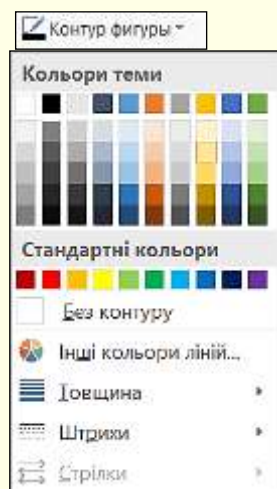 Контур фигуры
Кольори теми
Стандартні кольори
Без контуру
Інші кольори ліній...
Товщина
Штрихи
Стрілки